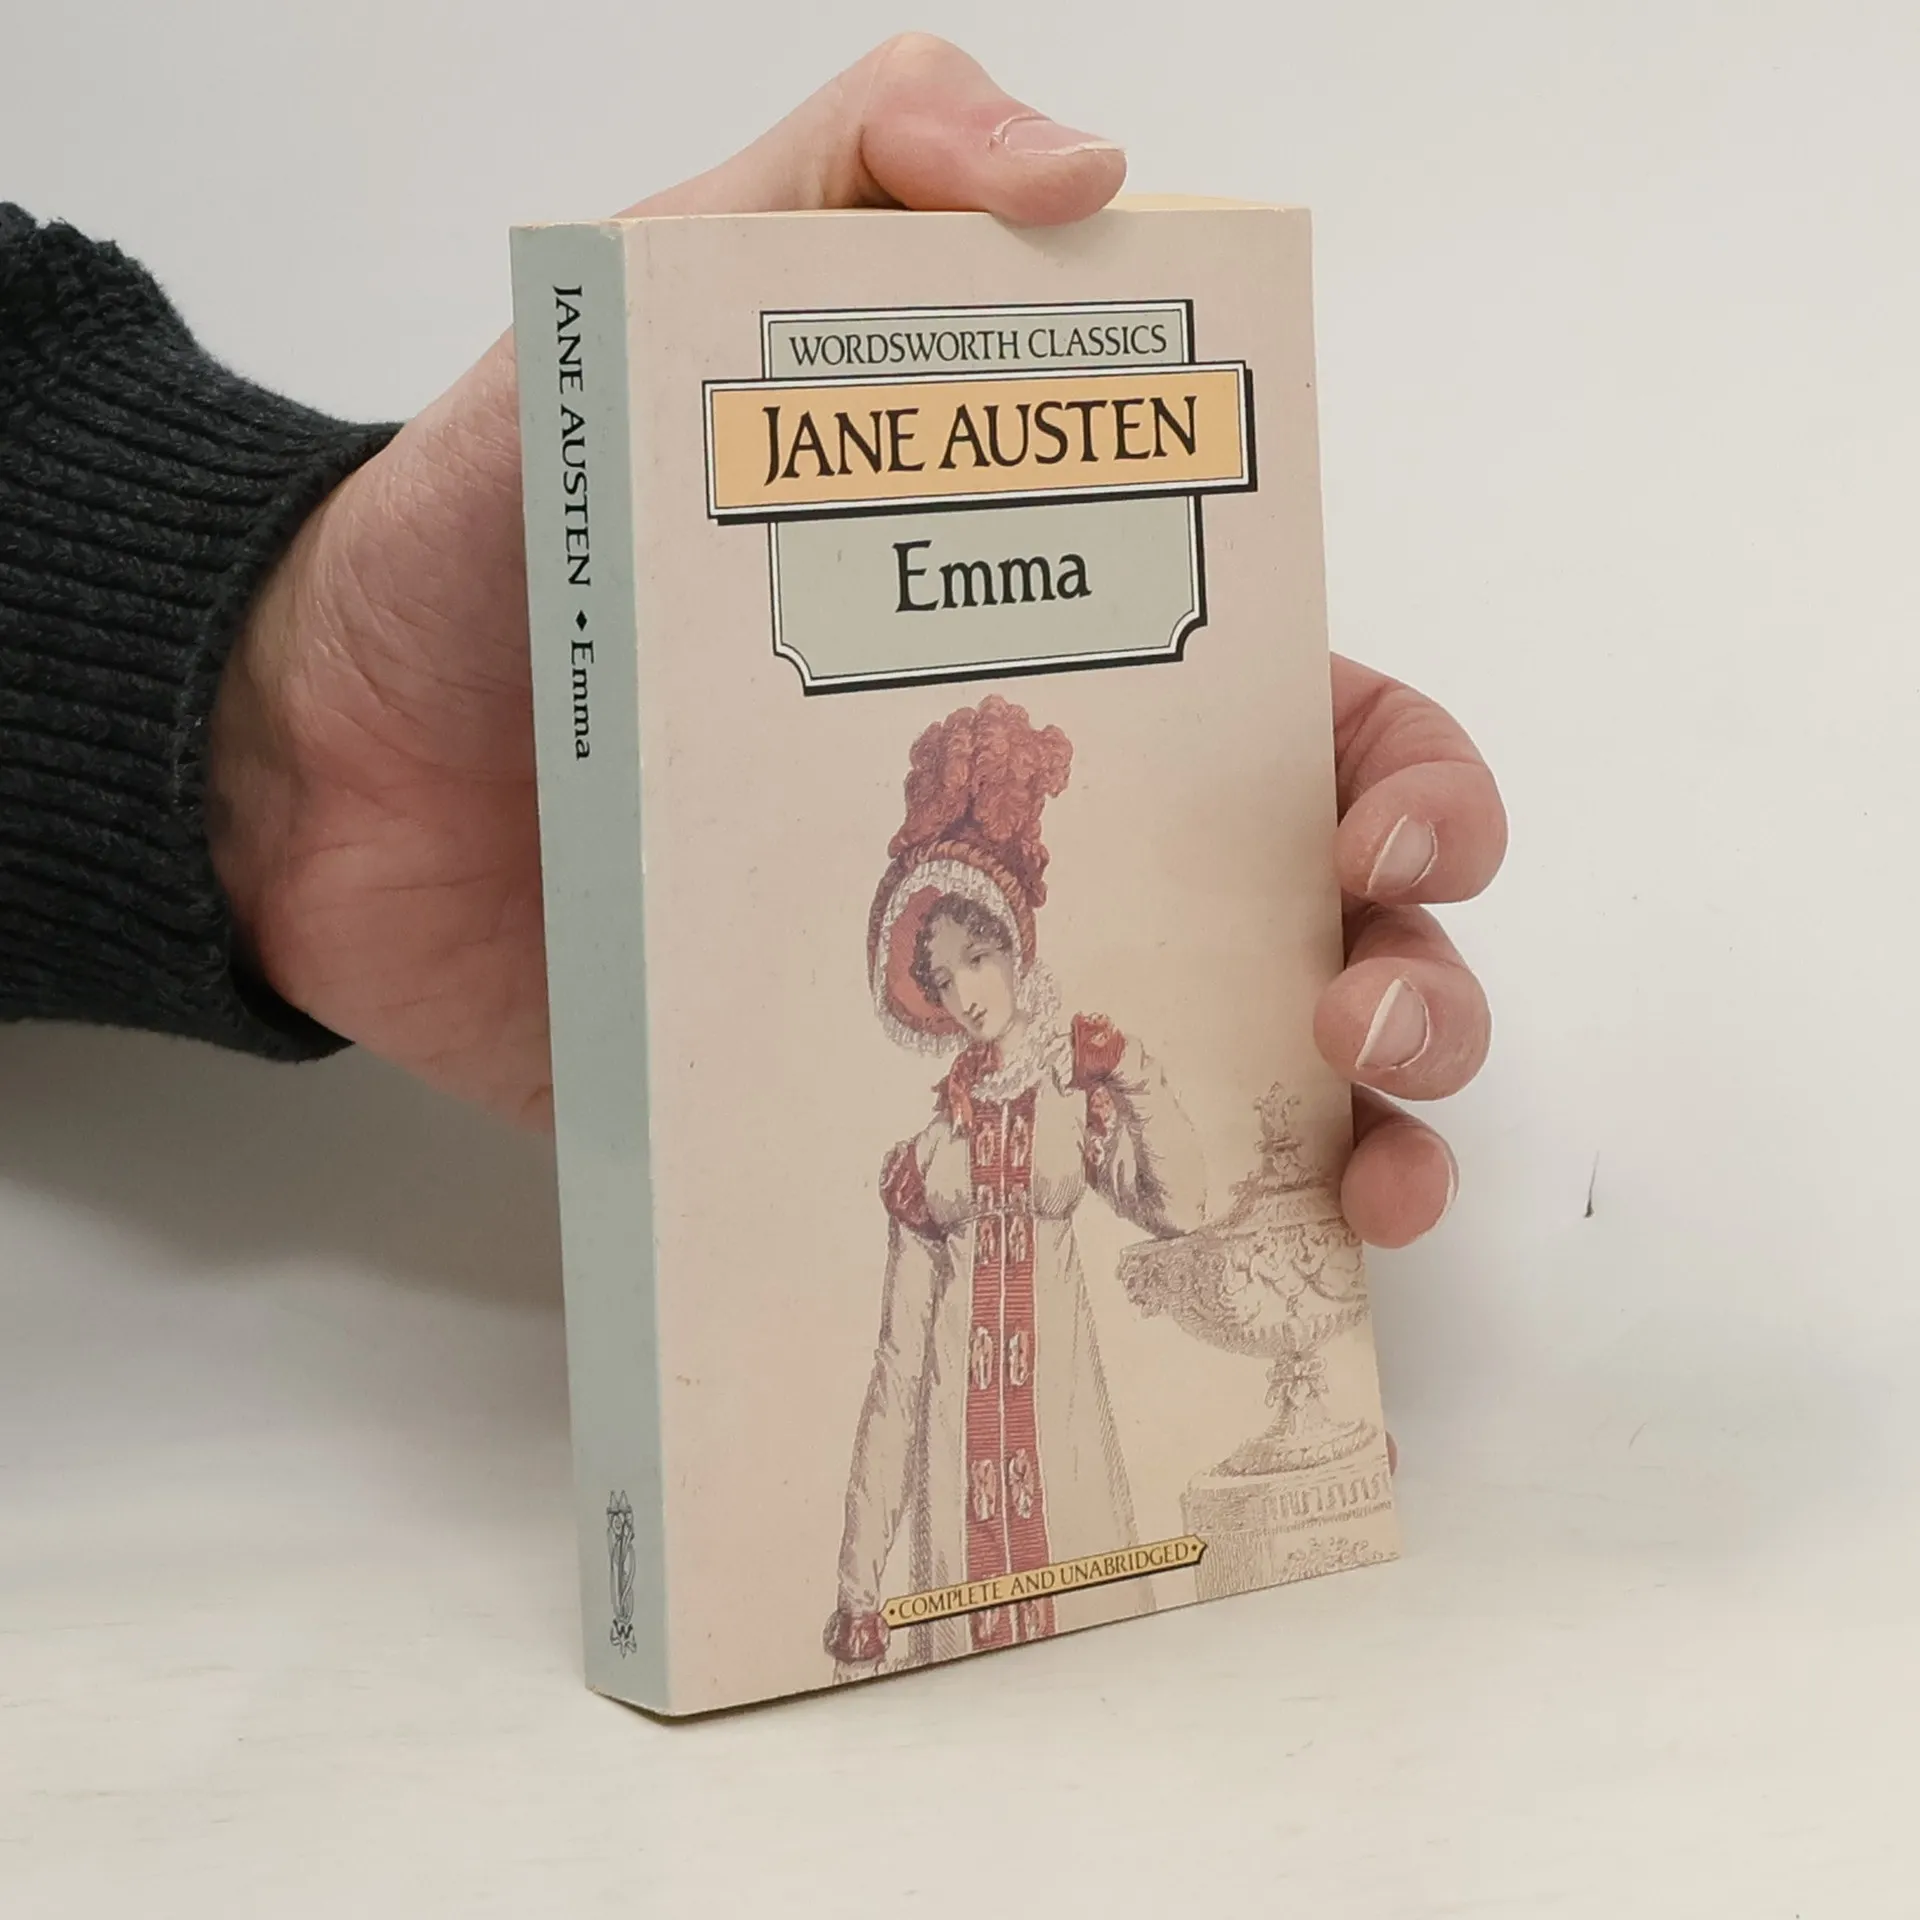 JANE AUSTEN ♦ Emma
W
WORDSWORTH CLASSICS
JANE AUSTEN
Emma
• COMPLETE AND UNABRIDGED •